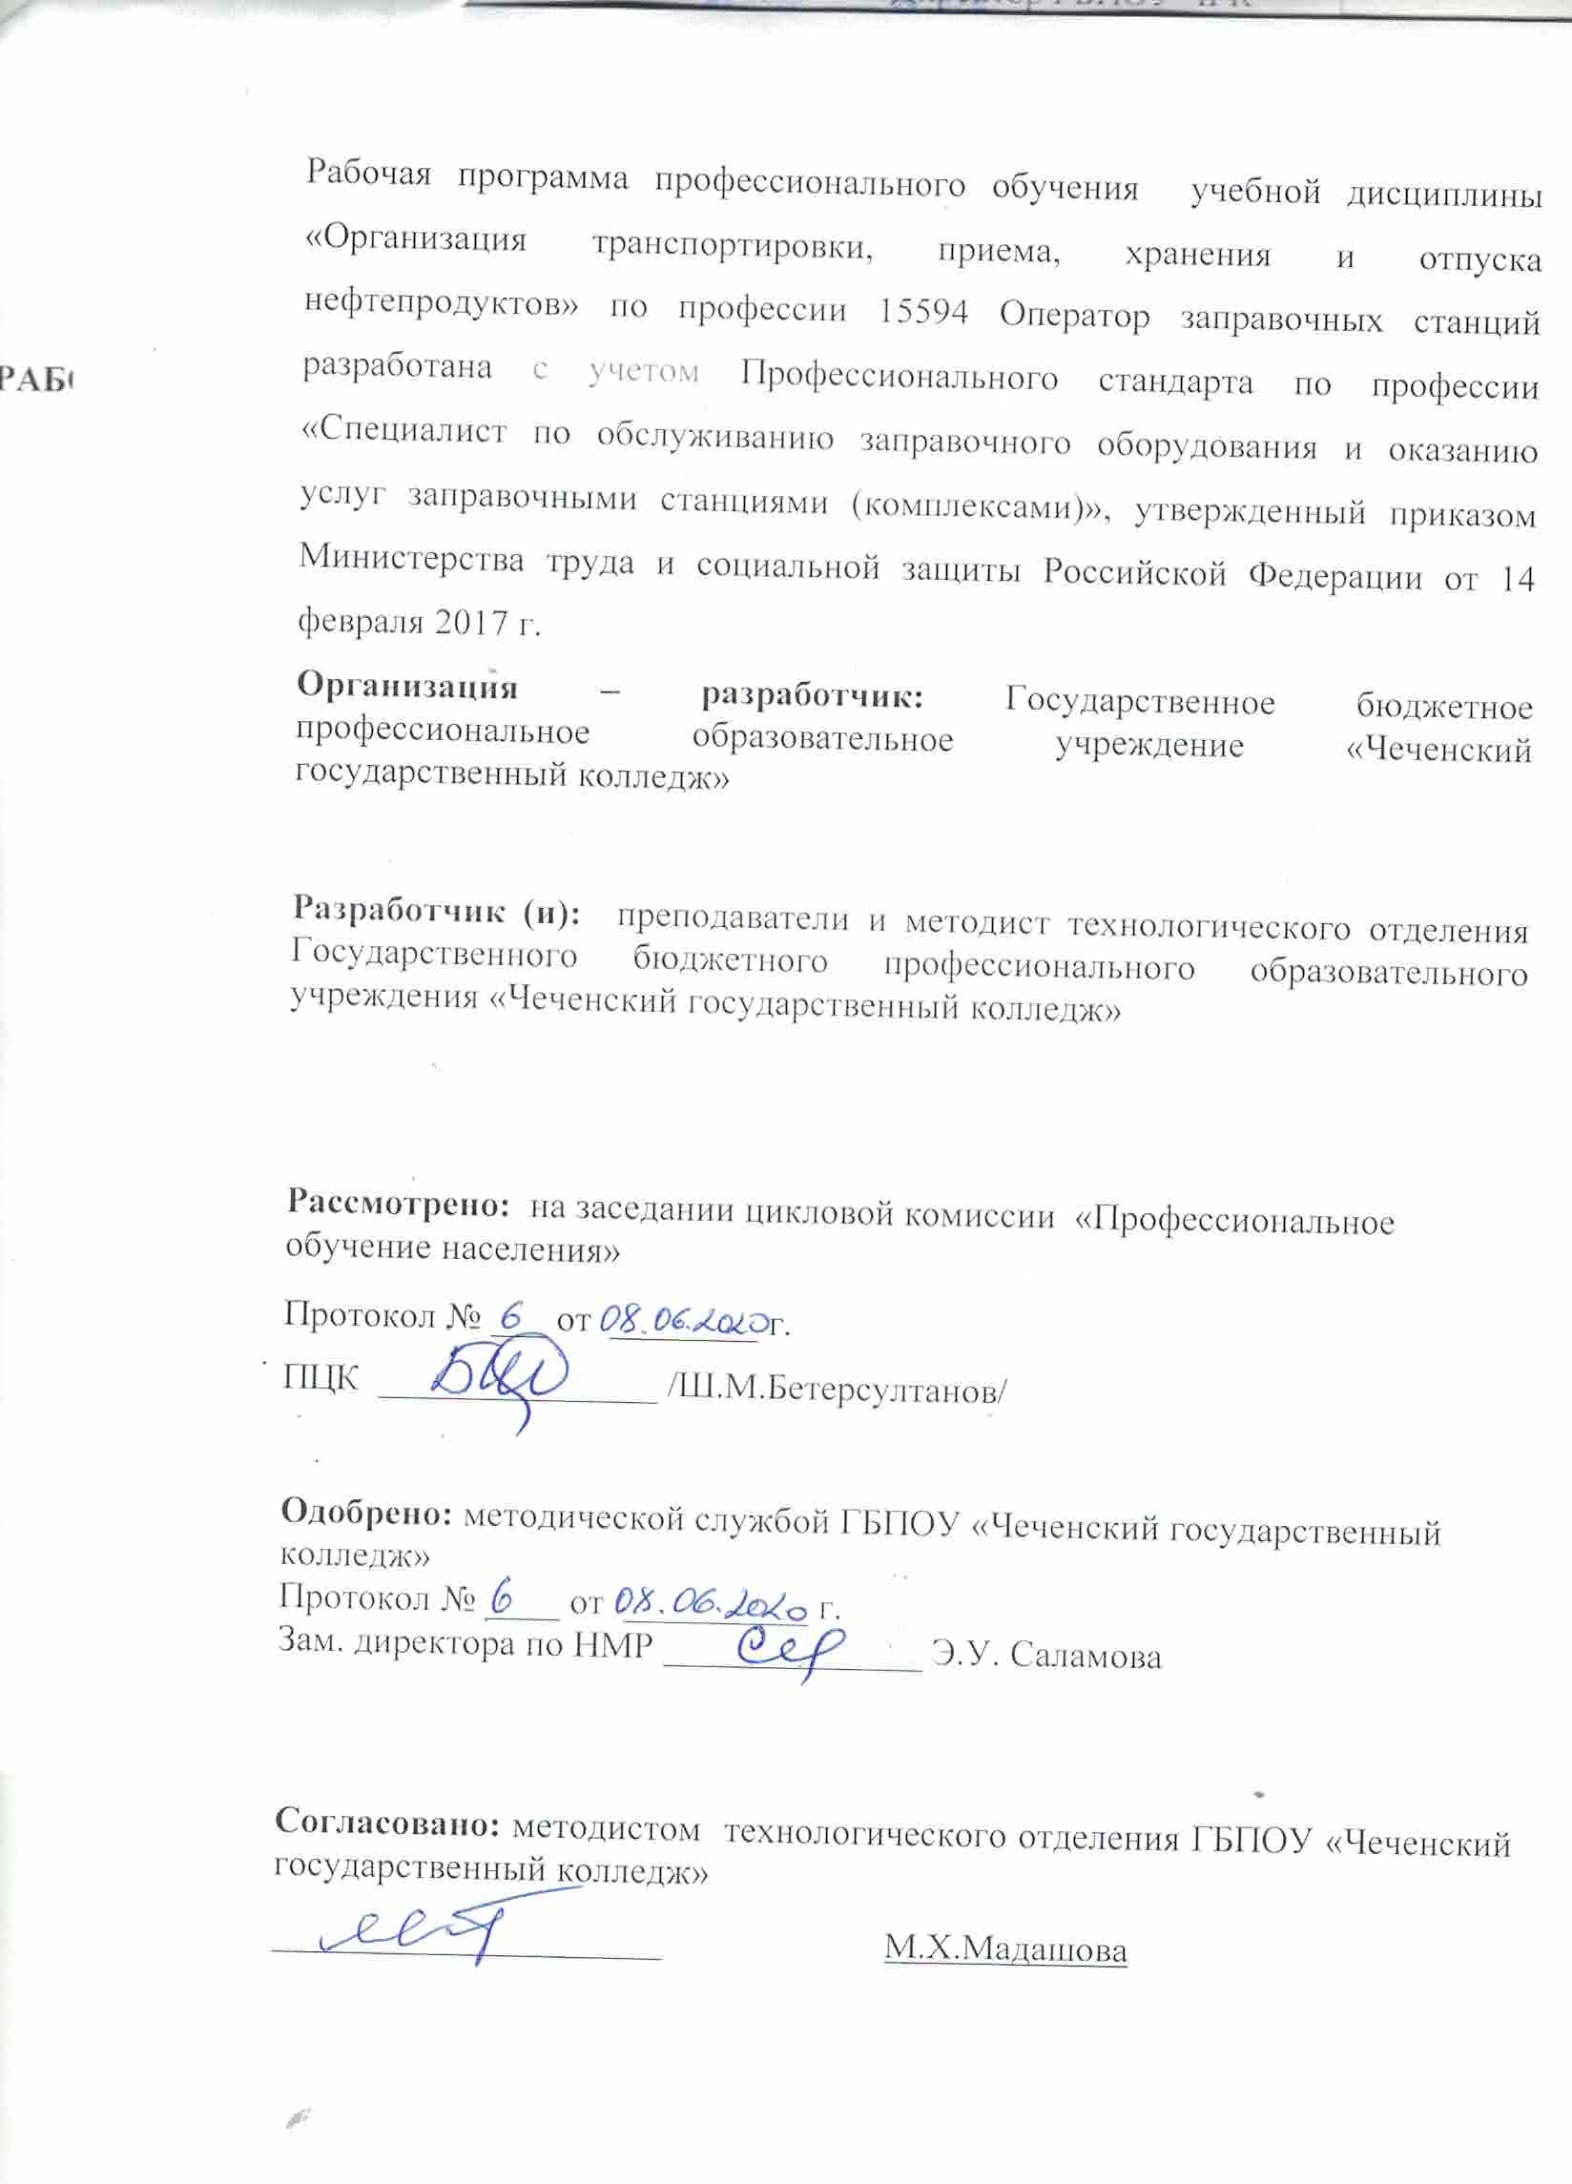 Рабочая программа профессионального обучения учебной дисциплины
«Организация транспортировки, приема, хранения и отпуска
нефтепродуктов» по профессии 15594 Оператор заправочных станций
разработана с учетом Профессионального стандарта по профессии
«Специалист по обслуживанию заправочного оборудования и оказанию
услуг заправочными станциями (комплексами)», утвержденный приказом
Министерства труда и социальной защиты Российской Федерации от 14
февраля 2017 г.
Организация – разработчик: Государственное бюджетное
профессиональное образовательное учреждение «Чеченский
государственный колледж»
Разработчик (и): преподаватели и методист технологического отделения
Государственного бюджетного профессионального образовательного
учреждения «Чеченский государственный колледж»
Рассмотрено: на заседании цикловой комиссии «Профессиональное
обучение населения»
Протокол № 6 от 08.06.2020г.
ПЦК /Ш.М.Бетерсултанов/
Одобрено: методической службой ГБПОУ «Чеченский государственный
колледж»
Протокол № 6 от 08.06.2020 г.
Зам. директора по НМР Э.У. Саламова
Согласовано: методистом технологического отделения ГБПОУ «Чеченский
государственный колледж»
М.Х.Мадашова